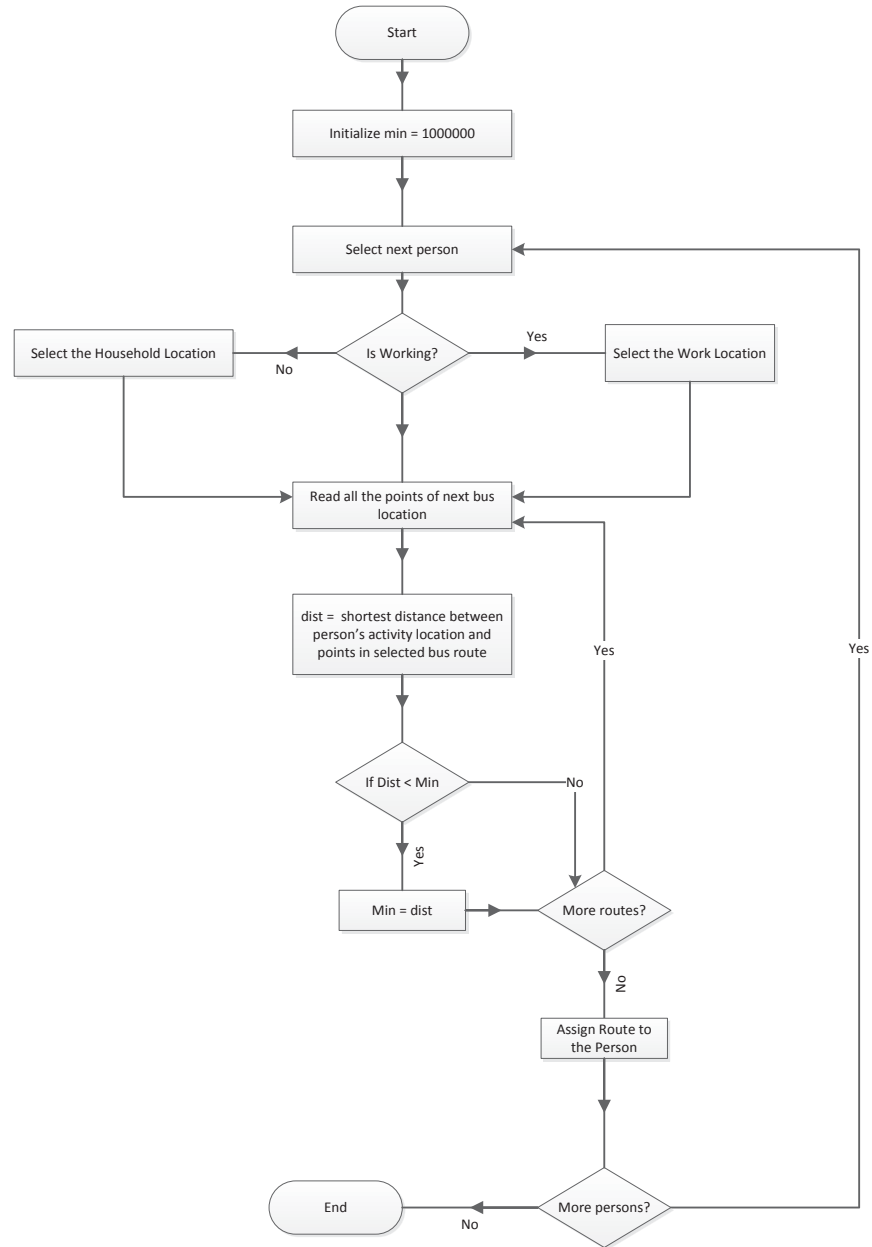 Start
Initialize min = 1000000
Select next person
Is Working?
No
Yes
Select the Household Location
Select the Work Location
Read all the points of next bus
location
dist =  shortest distance between
person's activity location and
points in selected bus route
If Dist < Min
No
Yes
Min = dist
More routes?
Yes
No
Assign Route to
the Person
More persons?
Yes
No
End